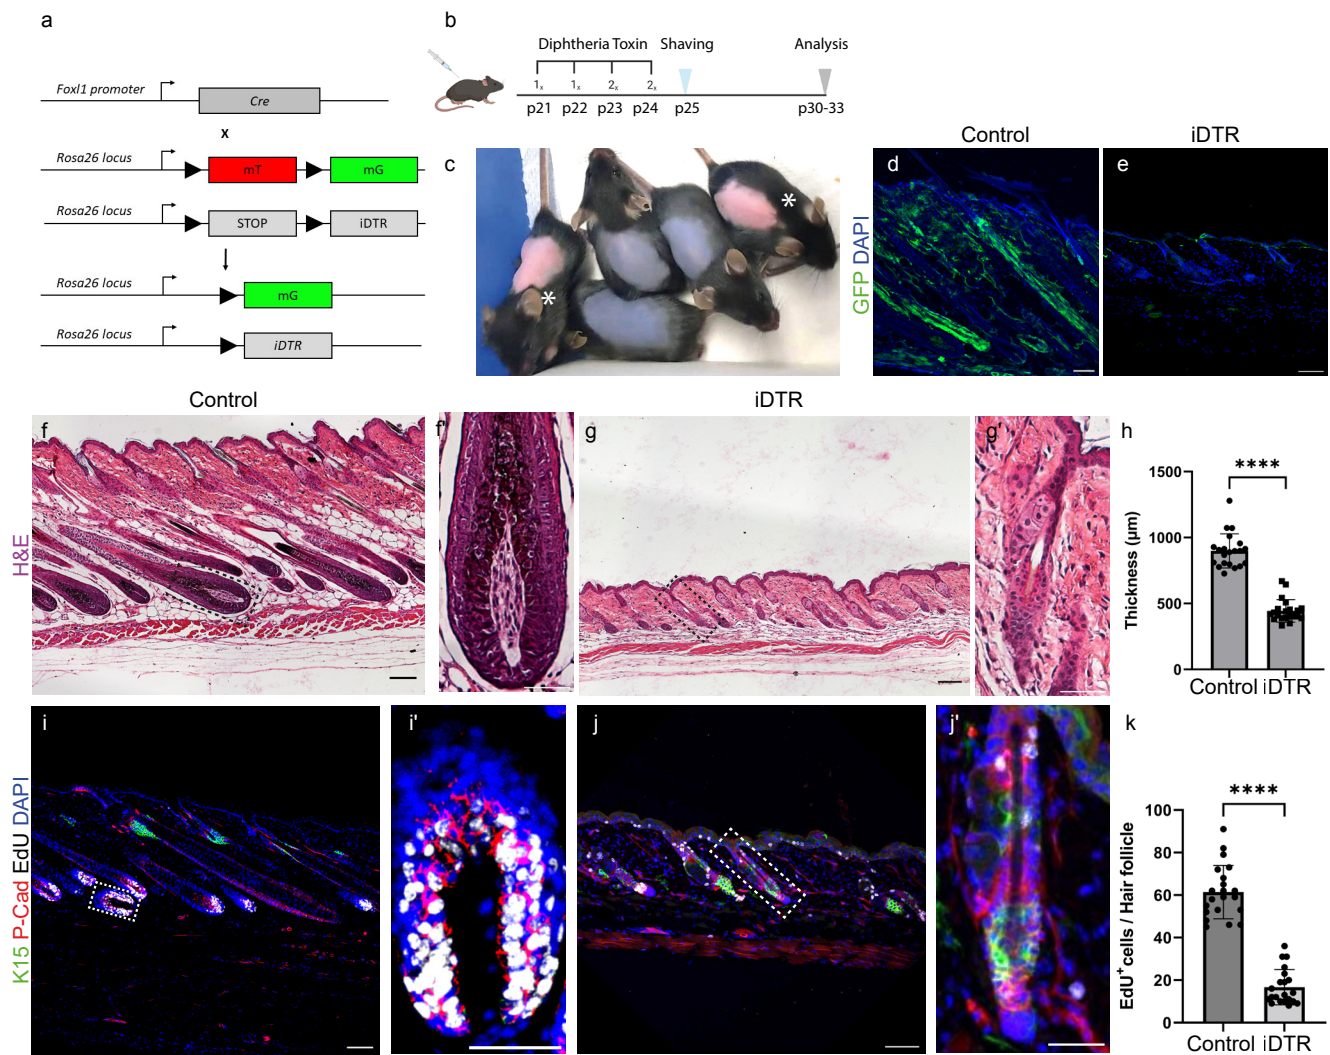 a
Foxl1 promoter
Cre
x
Rosa26 locus
mT
mG
Rosa26 locus
STOP
iDTR
Rosa26 locus
mG
Rosa26 locus
iDTR
b
Diphtheria Toxin
Shaving
Analysis
1x 1x 2x 2x
p21 p22 p23 p24 p25 p30-33
c
*
*
Control
iDTR
GFP DAPI
d
e
Control
iDTR
H&E
f
f'
g
g'
h
Thickness (μm)
1500
1000
500
0
****
Control iDTR
K15 P-Cad EdU DAPI
i
i'
j
j'
k
EdU+ cells / Hair follicle
100
80
60
40
20
0
****
Control iDTR